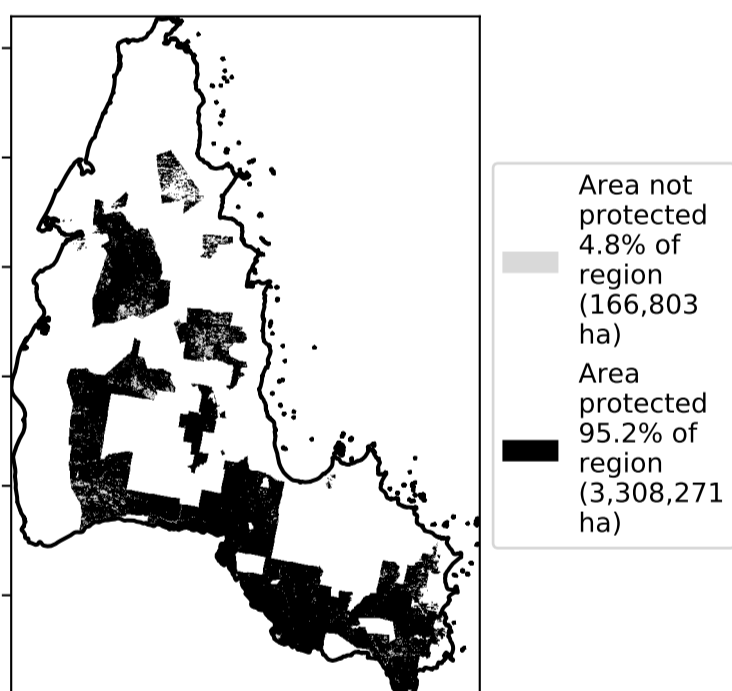 Area not
protected
4.8% of
region
(166,803
ha)
Area
protected
95.2% of
region
(3,308,271
ha)